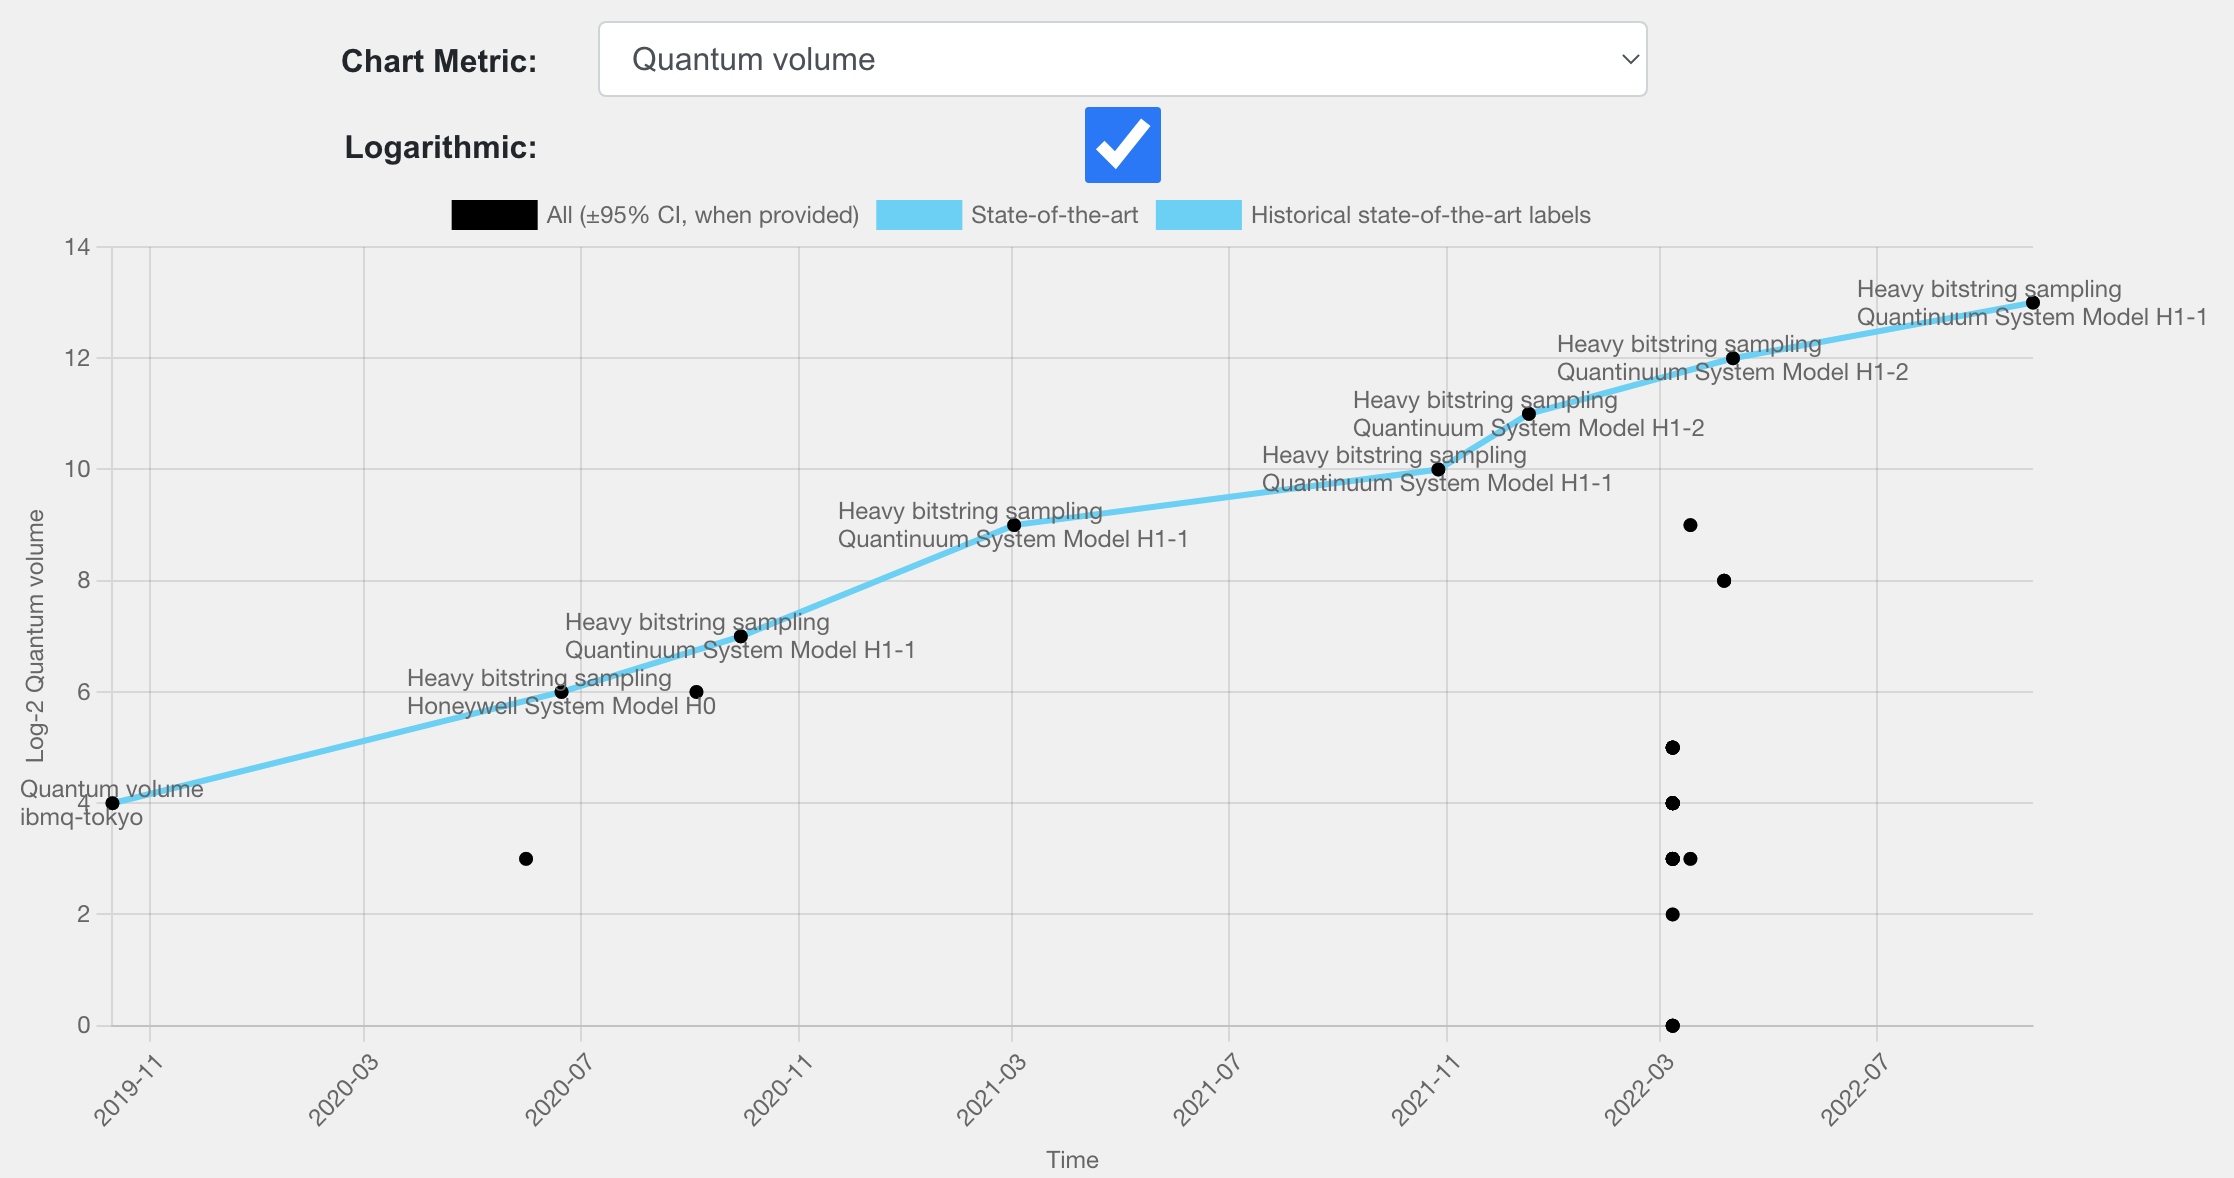 Chart Metric:
Quantum volume
Logarithmic:
All (±95% CI, when provided)
State-of-the-art
Historical state-of-the-art labels
14
12
10
8
6
4
2
0
Log-2 Quantum volume
Heavy bitstring sampling
Quantinuum System Model H1-1
Heavy bitstring sampling
Quantinuum System Model H1-2
Heavy bitstring sampling
Quantinuum System Model H1-2
Heavy bitstring sampling
Quantinuum System Model H1-1
Heavy bitstring sampling
Quantinuum System Model H1-1
Heavy bitstring sampling
Quantinuum System Model H1-1
Heavy bitstring sampling
Honeywell System Model H0
Quantum volume
ibmq-tokyo
2019-11
2020-03
2020-07
2020-11
2021-03
2021-07
2021-11
2022-03
2022-07
Time